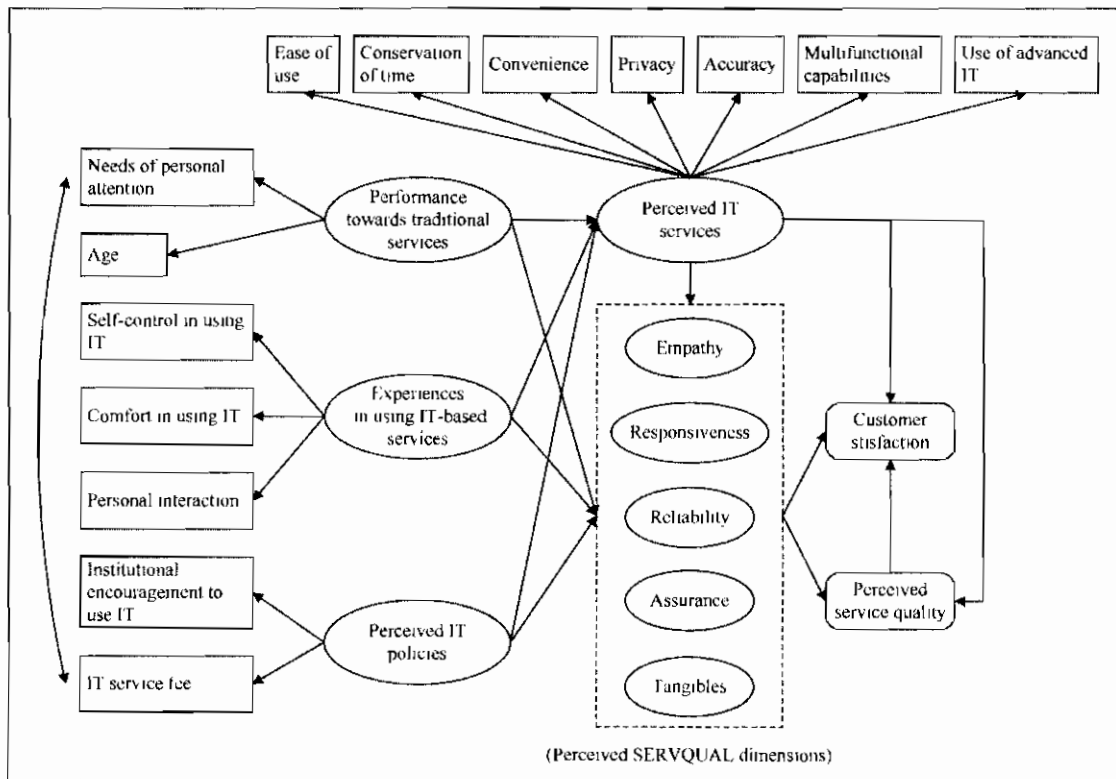 Ease of
use
Conservation
of time
Convenience
Privacy
Accuracy
Multifunctional
capabilities
Use of advanced
IT
Needs of personal
attention
Age
Performance
towards traditional
services
Perceived IT
services
Self-control in using
IT
Comfort in using IT
Personal interaction
Experiences
in using IT-based
services
Empathy
Responsiveness
Reliability
Assurance
Tangibles
Customer
stisfaction
Perceived
service quality
Institutional
encouragement to
use IT
IT service fee
Perceived IT
policies
(Perceived SERVQUAL dimensions)